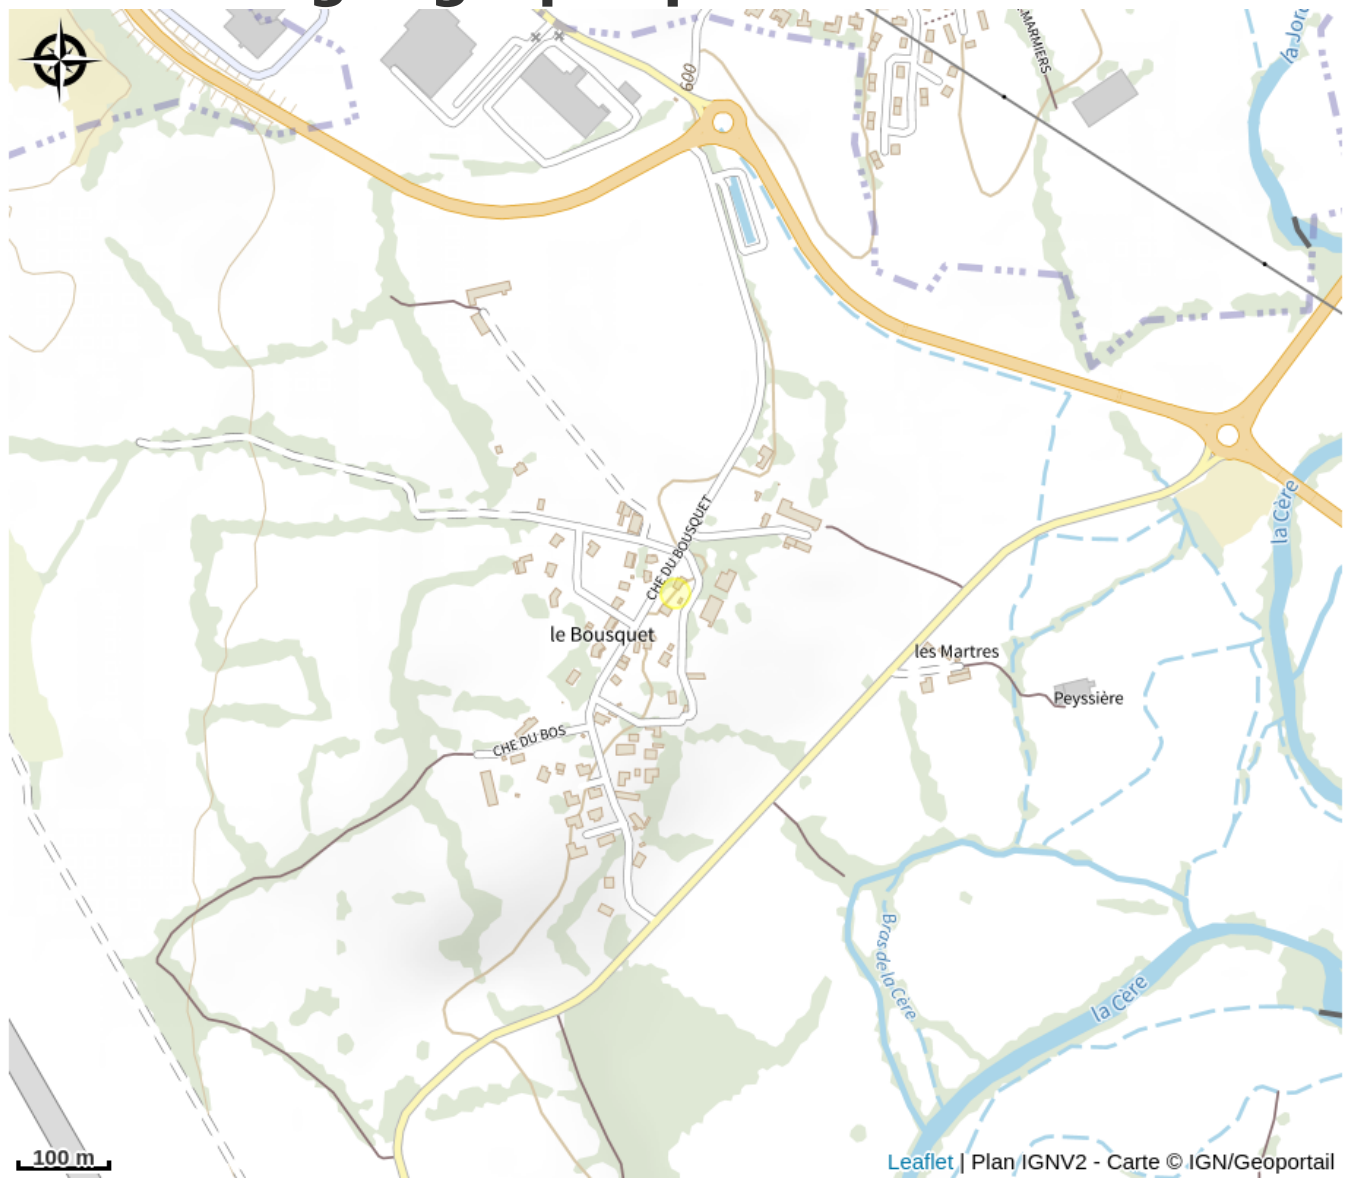 MARMIERS
la Jord
600
CHE DU BOUSQUET
la Cère
le Bousquet
les Martres
Peyssière
CHE DU BOS
Bras de la Cère
la Cère
100 m
Leaflet | Plan IGNV2 - Carte © IGN/Geoportail